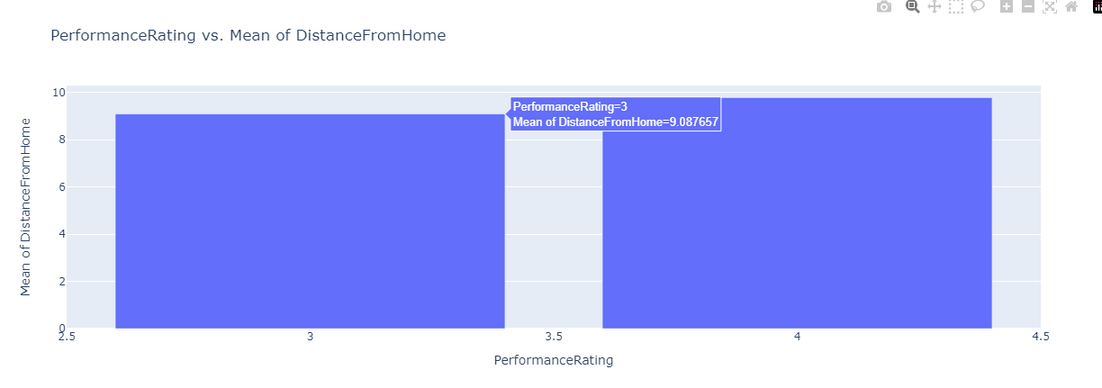 PerformanceRating vs. Mean of DistanceFromHome
10
8
6
4
2
0
Mean of DistanceFromHome
PerformanceRating=3
Mean of DistanceFromHome=9.087657
2.5
3
3.5
4
4.5
PerformanceRating